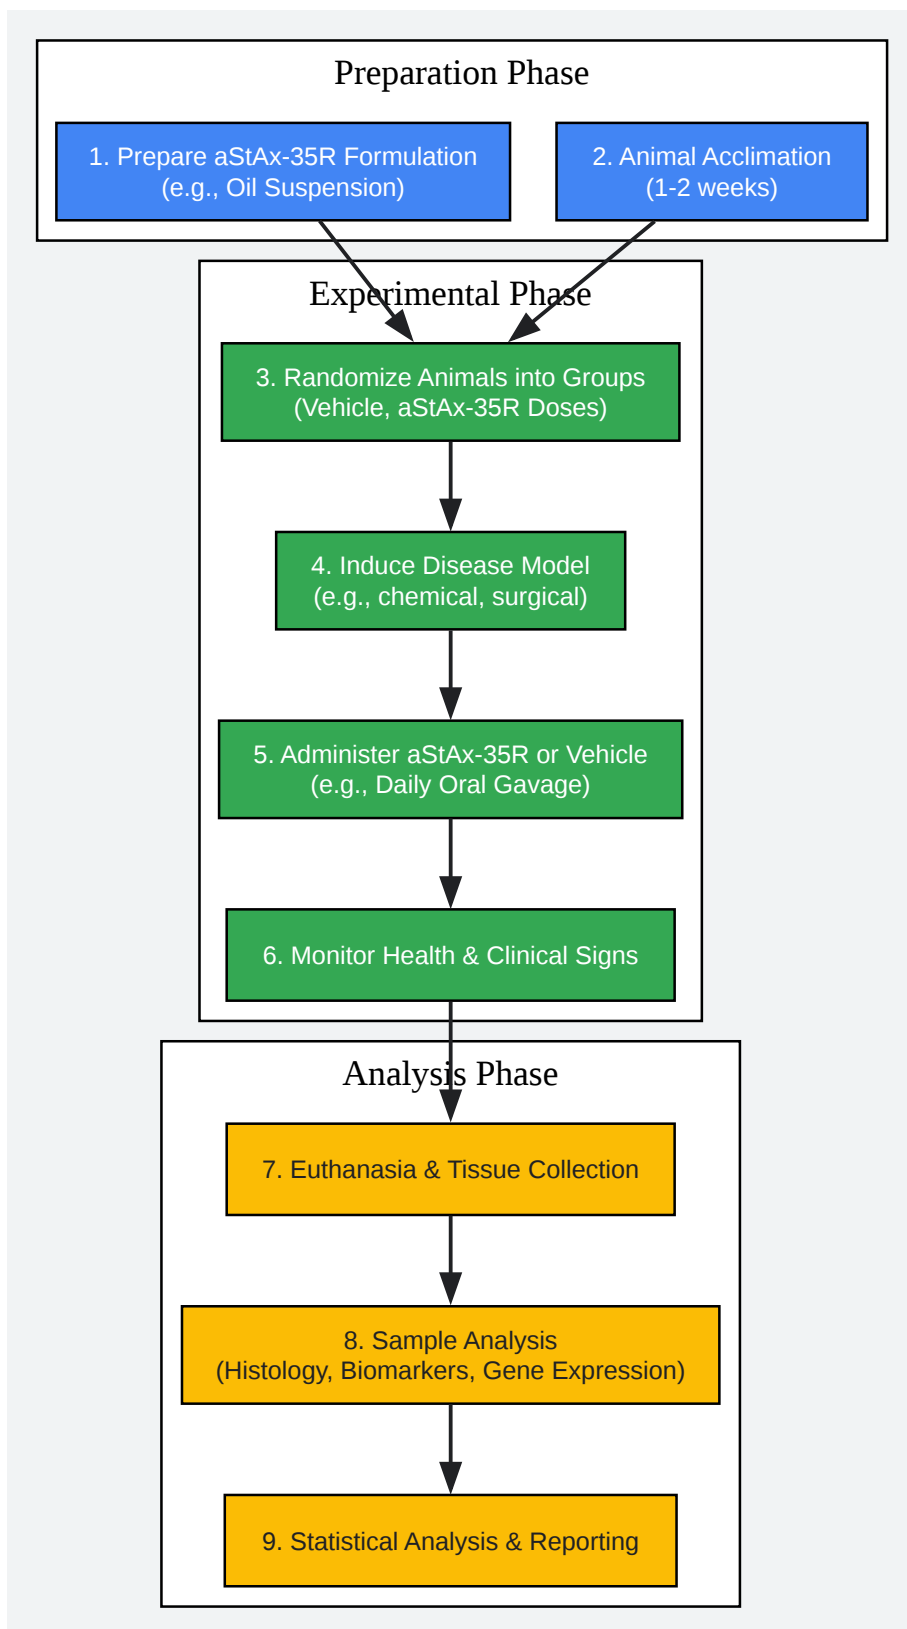 Preparation Phase
1. Prepare aStAx-35R Formulation
(e.g., Oil Suspension)
2. Animal Acclimation
(1-2 weeks)
Experimental Phase
3. Randomize Animals into Groups
(Vehicle, aStAx-35R Doses)
4. Induce Disease Model
(e.g., chemical, surgical)
5. Administer aStAx-35R or Vehicle
(e.g., Daily Oral Gavage)
6. Monitor Health & Clinical Signs
Analysis Phase
7. Euthanasia & Tissue Collection
8. Sample Analysis
(Histology, Biomarkers, Gene Expression)
9. Statistical Analysis & Reporting